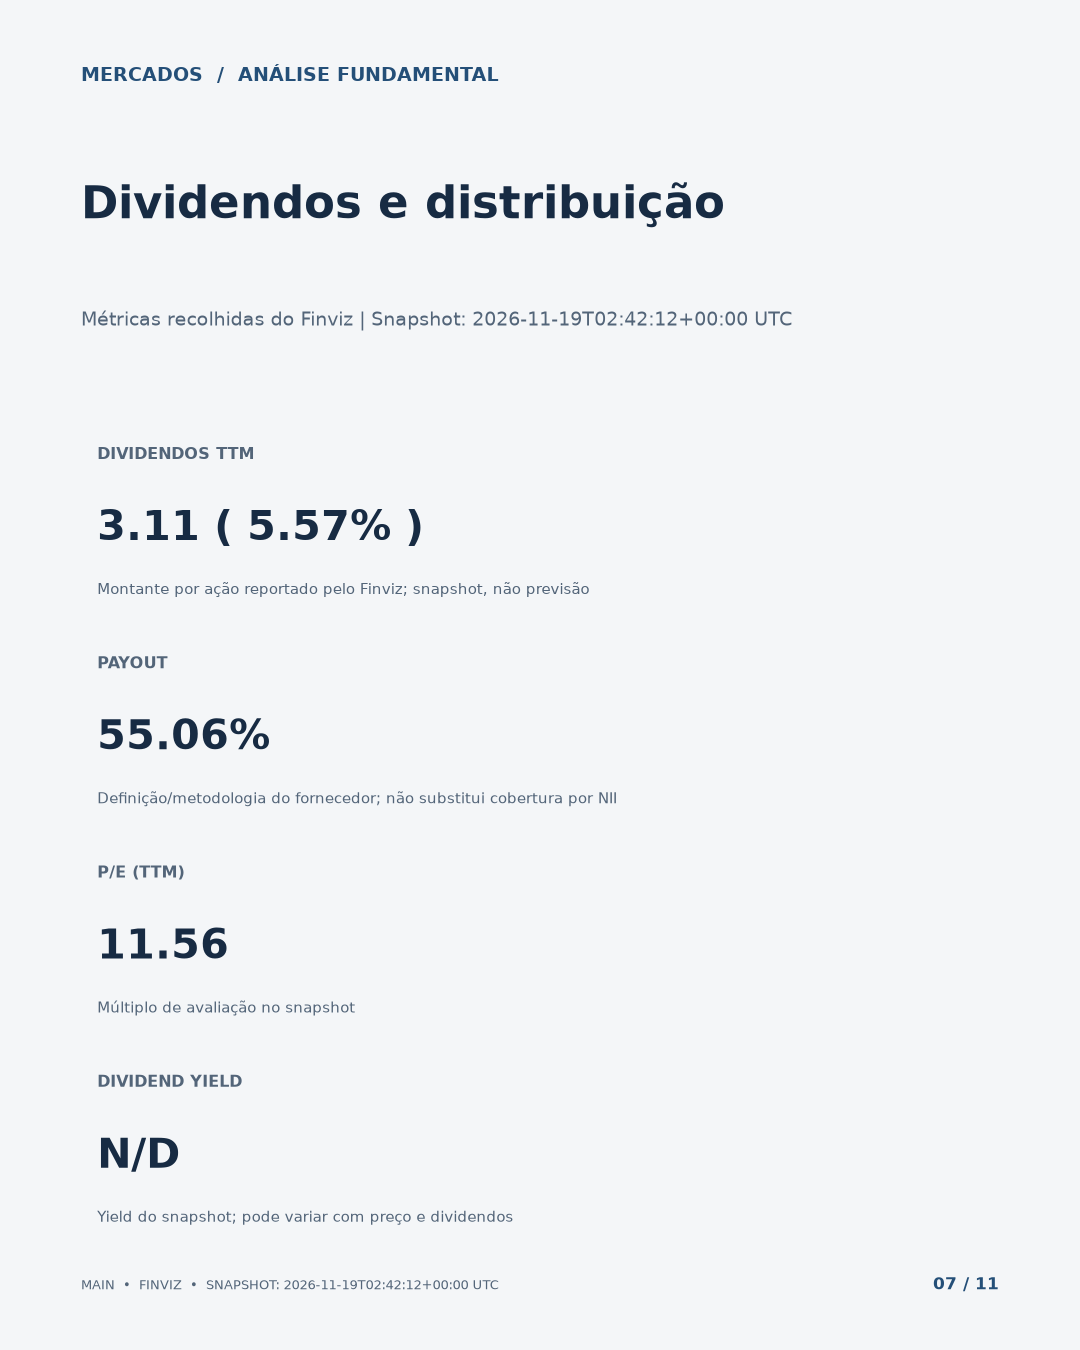 MERCADOS / ANÁLISE FUNDAMENTAL
Dividendos e distribuição
Métricas recolhidas do Finviz | Snapshot: 2026-11-19T02:42:12+00:00 UTC
DIVIDENDOS TTM
3.11 ( 5.57% )
Montante por ação reportado pelo Finviz; snapshot, não previsão
PAYOUT
55.06%
Definição/metodologia do fornecedor; não substitui cobertura por NII
P/E (TTM)
11.56
Múltiplo de avaliação no snapshot
DIVIDEND YIELD
N/D
Yield do snapshot; pode variar com preço e dividendos
MAIN • FINVIZ • SNAPSHOT: 2026-11-19T02:42:12+00:00 UTC
07 / 11